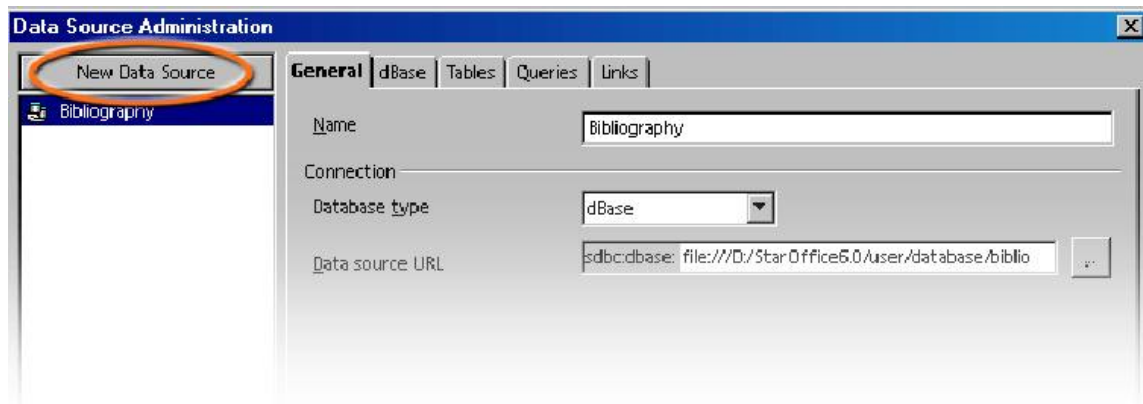 Data Source Administration
New Data Source
Bibliography
General dBase Tables Queries Links
Name Bibliography
Connection
Database type dBase
Data source URL sdbc:dbase: file:///D:/StarOffice6.0/user/database/biblio ...